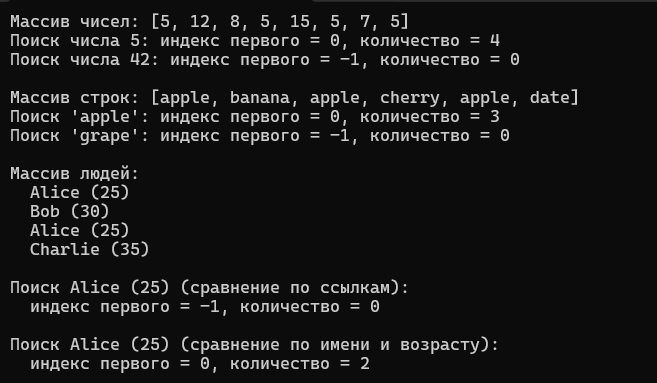 Массив чисел: [5, 12, 8, 5, 15, 5, 7, 5]
Поиск числа 5: индекс первого = 0, количество = 4
Поиск числа 42: индекс первого = -1, количество = 0

Массив строк: [apple, banana, apple, cherry, apple, date]
Поиск 'apple': индекс первого = 0, количество = 3
Поиск 'grape': индекс первого = -1, количество = 0

Массив людей:
  Alice (25)
  Bob (30)
  Alice (25)
  Charlie (35)

Поиск Alice (25) (сравнение по ссылкам):
  индекс первого = -1, количество = 0

Поиск Alice (25) (сравнение по имени и возрасту):
  индекс первого = 0, количество = 2